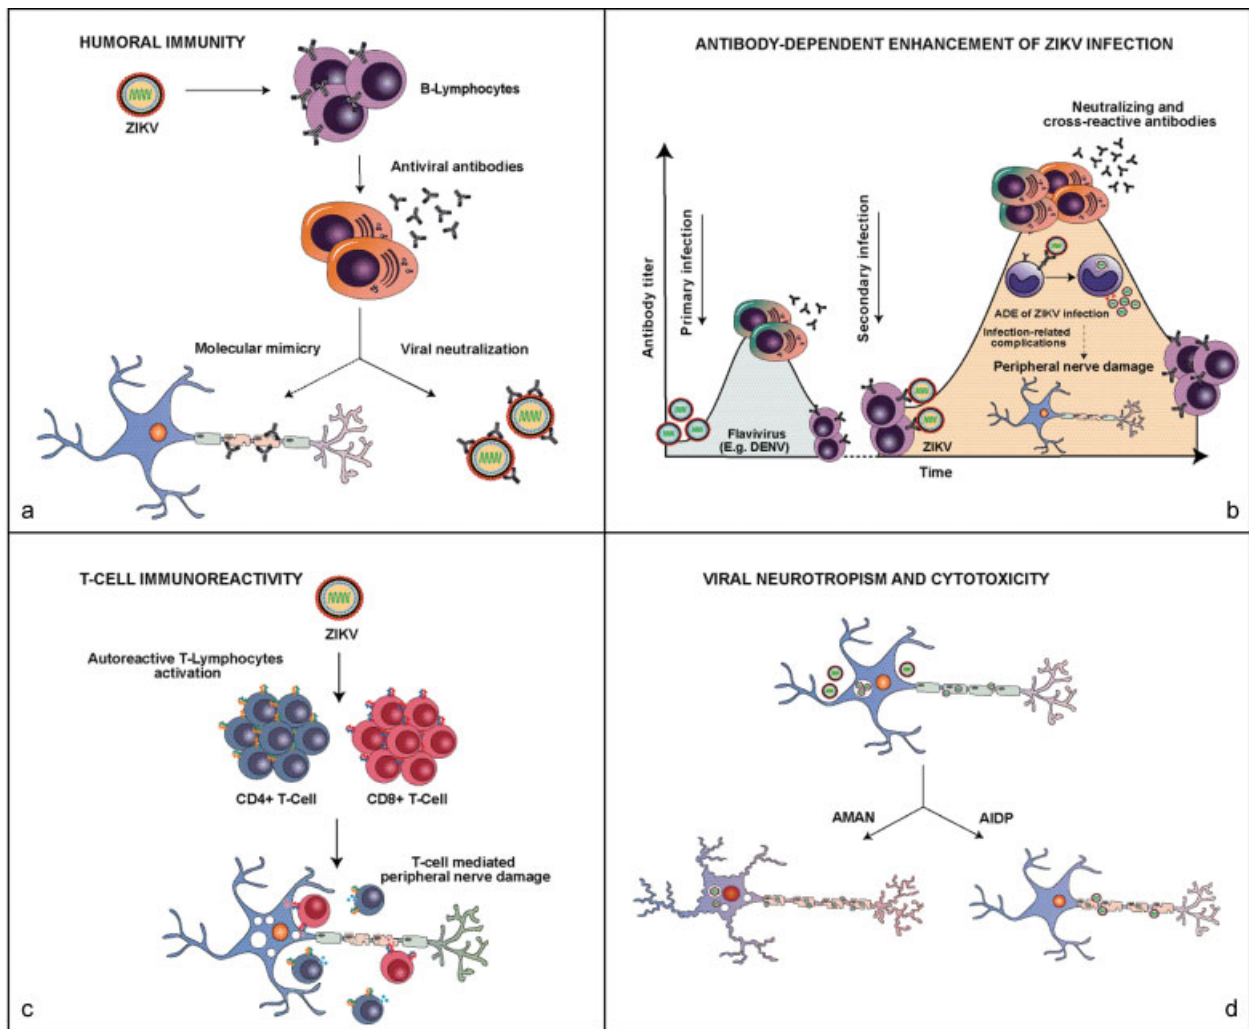 HUMORAL IMMUNITY
ZIKV
B-Lymphocytes
Antiviral antibodies
Molecular mimicry
Viral neutralization
a
ANTIBODY-DEPENDENT ENHANCEMENT OF ZIKV INFECTION
Neutralizing and
cross-reactive antibodies
Antibody titer
Primary infection
Secondary infection
ADE of ZIKV infection
Infection-related
complications
Peripheral nerve damage
Flavivirus
(E.g. DENV)
ZIKV
Time
b
T-CELL IMMUNOREACTIVITY
ZIKV
Autoreactive T-Lymphocytes
activation
CD4+ T-Cell
CD8+ T-Cell
T-cell mediated
peripheral nerve damage
c
VIRAL NEUROTROPISM AND CYTOTOXICITY
AMAN
AIDP
d